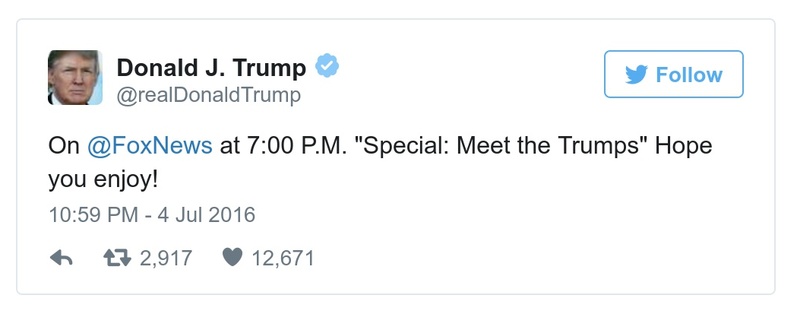 Donald J. Trump
@realDonaldTrump
Follow
On @FoxNews at 7:00 P.M. "Special: Meet the Trumps" Hope
you enjoy!
10:59 PM - 4 Jul 2016
2,917 12,671